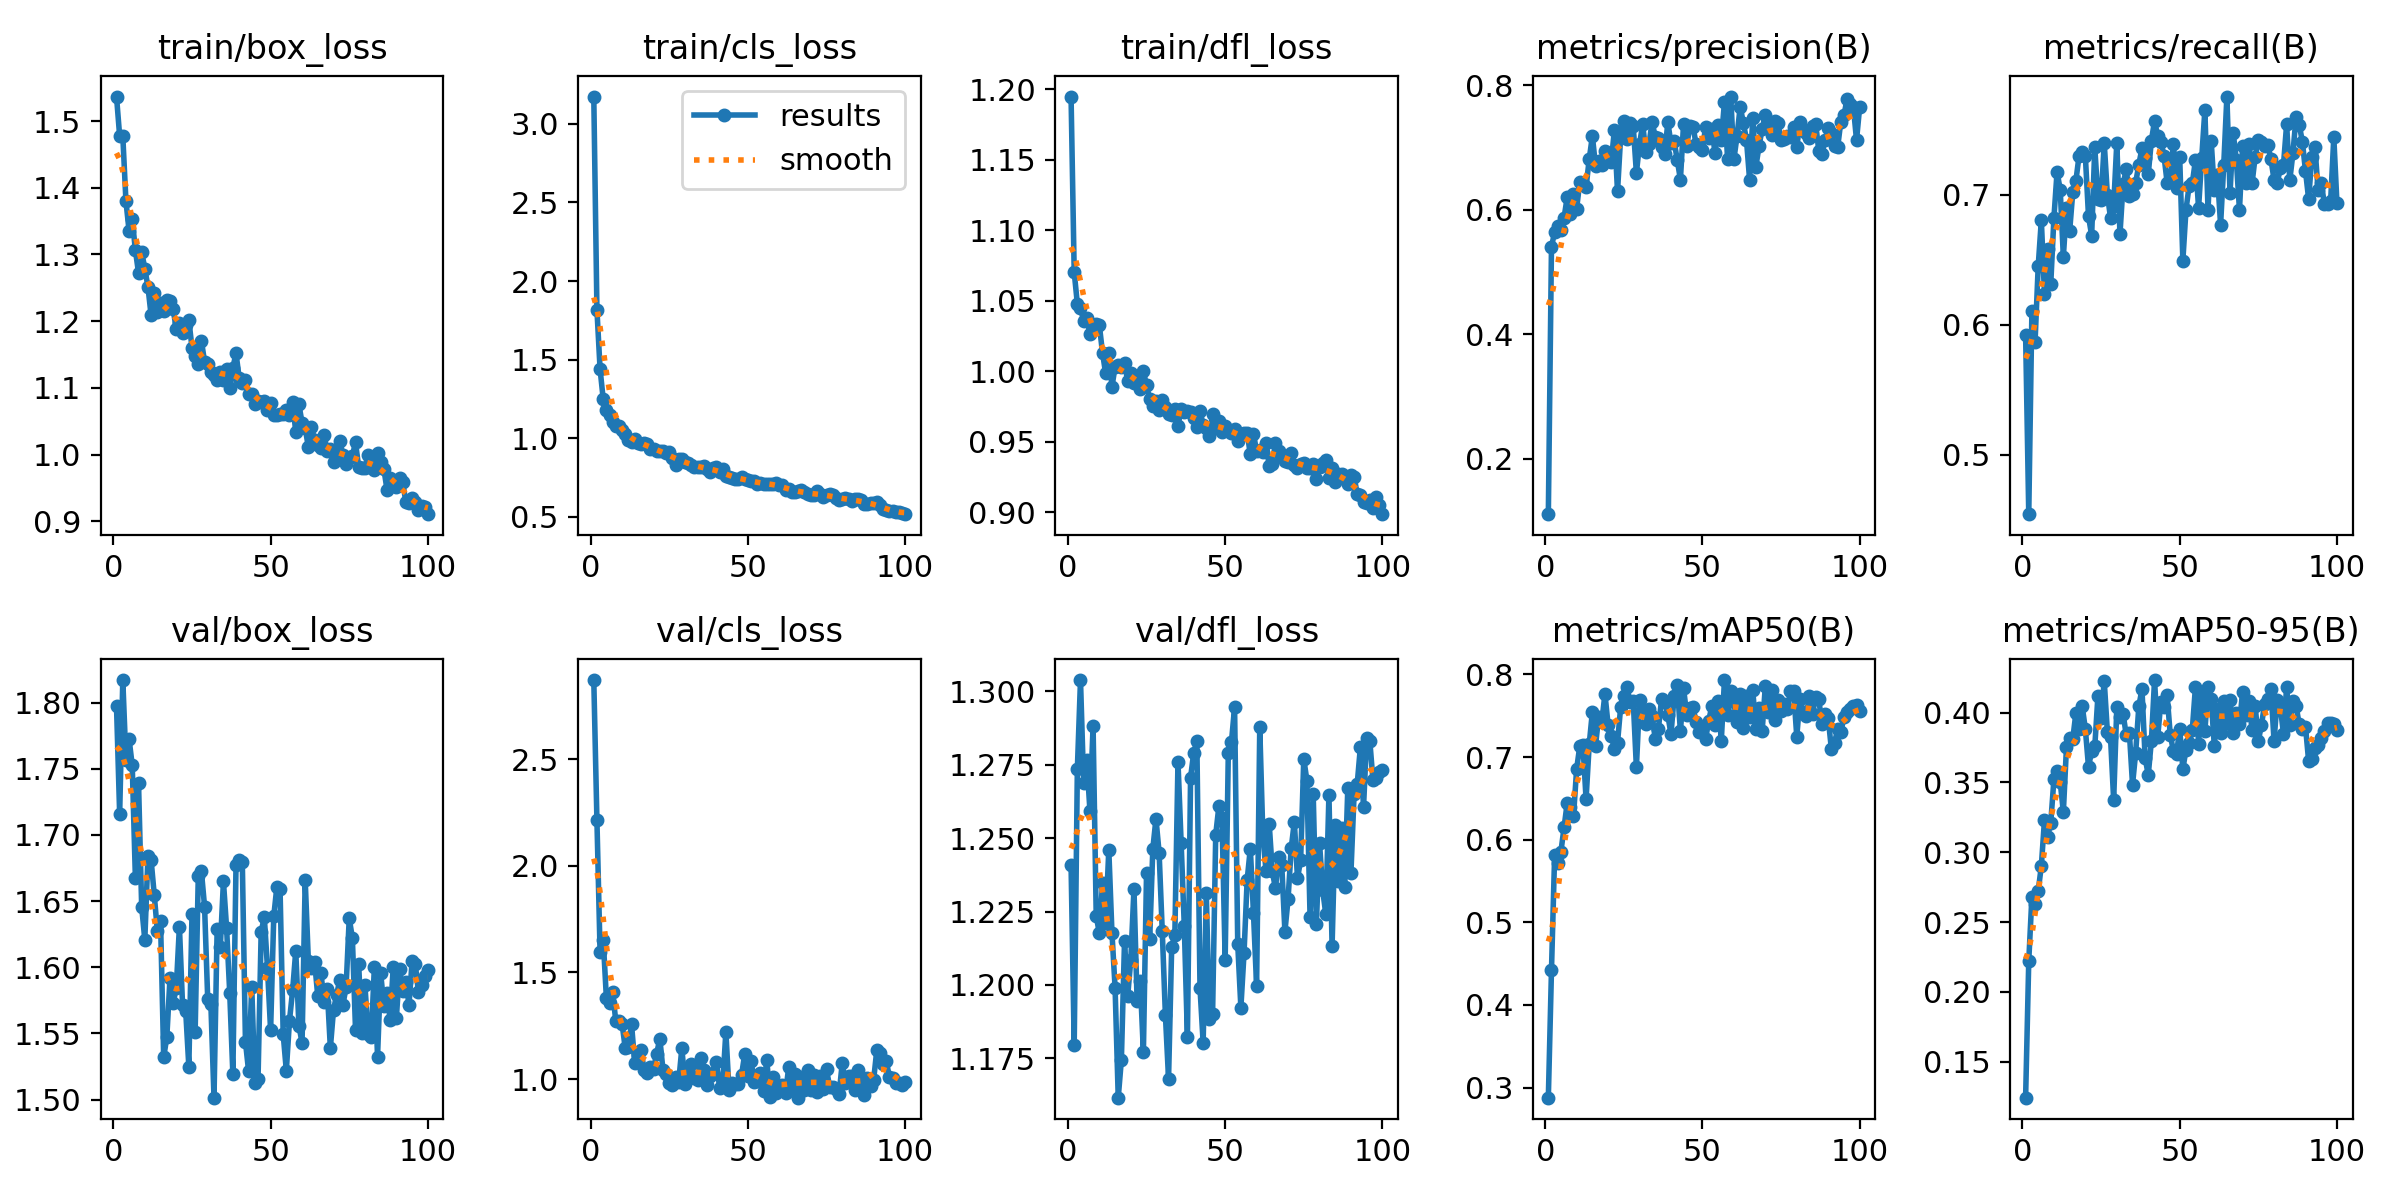 train/box_loss
1.5
1.4
1.3
1.2
1.1
1.0
0.9
0 50 100
train/cls_loss
results
smooth
3.0
2.5
2.0
1.5
1.0
0.5
0 50 100
train/dfl_loss
1.20
1.15
1.10
1.05
1.00
0.95
0.90
0 50 100
metrics/precision(B)
0.8
0.6
0.4
0.2
0 50 100
metrics/recall(B)
0.7
0.6
0.5
0 50 100
val/box_loss
1.80
1.75
1.70
1.65
1.60
1.55
1.50
0 50 100
val/cls_loss
2.5
2.0
1.5
1.0
0 50 100
val/dfl_loss
1.300
1.275
1.250
1.225
1.200
1.175
0 50 100
metrics/mAP50(B)
0.8
0.7
0.6
0.5
0.4
0.3
0 50 100
metrics/mAP50-95(B)
0.40
0.35
0.30
0.25
0.20
0.15
0 50 100